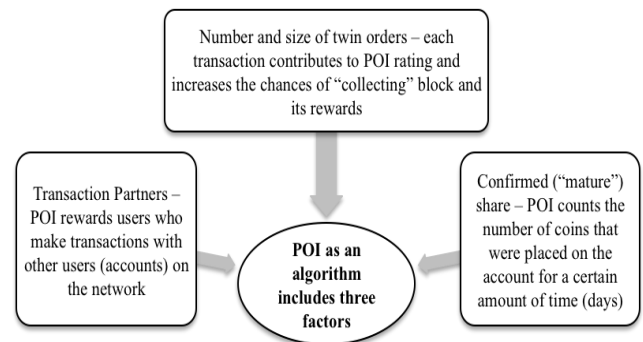 Number and size of twin orders – each
transaction contributes to POI rating and
increases the chances of “collecting” block and
its rewards
Transaction Partners –
POI rewards users who
make transactions with
other users (accounts) on
the network
Confirmed (“mature”)
share – POI counts the
number of coins that
were placed on the
account for a certain
amount of time (days)
POI as an
algorithm
includes three
factors